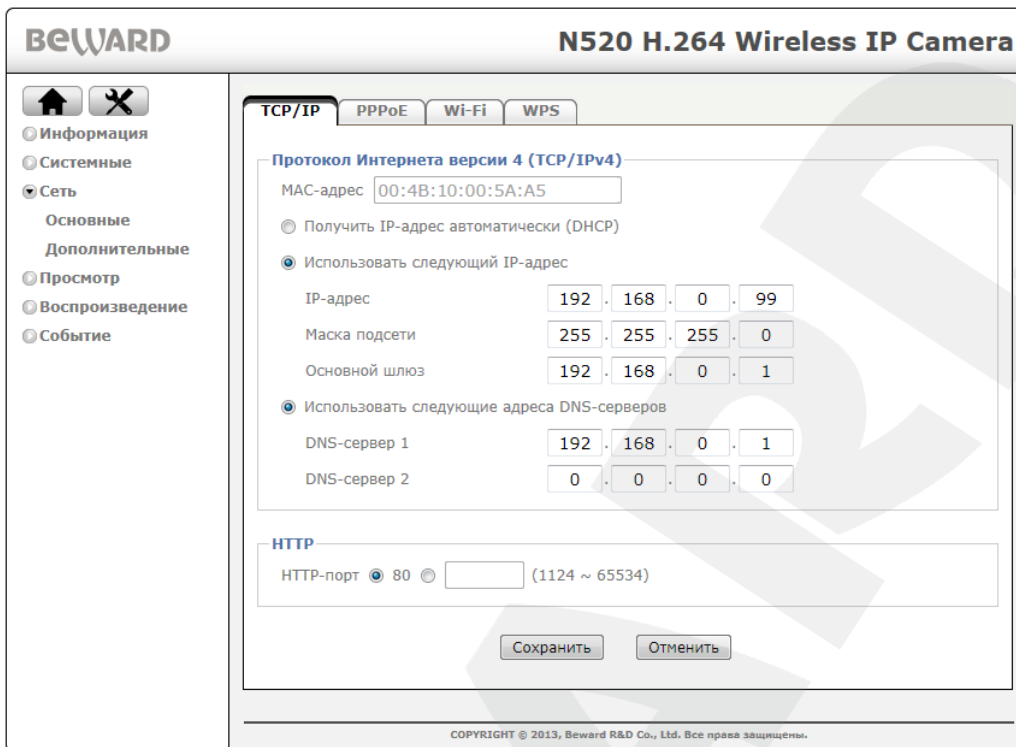 BEWARD
N520 H.264 Wireless IP Camera
Информация
Системные
Сеть
Основные
Дополнительные
Просмотр
Воспроизведение
Событие
TCP/IP PPPoE Wi-Fi WPS
Протокол Интернета версии 4 (TCP/IPv4)
MAC-адрес 00:4B:10:00:5A:A5
Получить IP-адрес автоматически (DHCP)
Использовать следующий IP-адрес
IP-адрес 192 . 168 . 0 . 99
Маска подсети 255 . 255 . 255 . 0
Основной шлюз 192 . 168 . 0 . 1
Использовать следующие адреса DNS-серверов
DNS-сервер 1 192 . 168 . 0 . 1
DNS-сервер 2 0 . 0 . 0 . 0
HTTP
HTTP-порт 80 (1124 ~ 65534)
Сохранить Отменить
COPYRIGHT © 2013, Beward R&D Co., Ltd. Все права защищены.